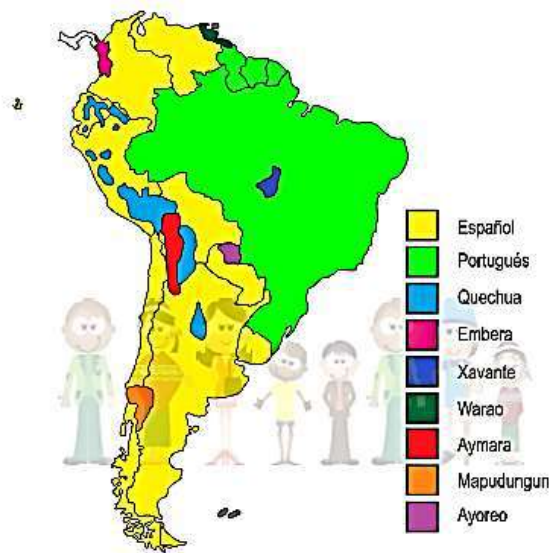 Español
Portugués
Quechua
Embera
Xavante
Warao
Aymara
Mapudungun
Ayoreo